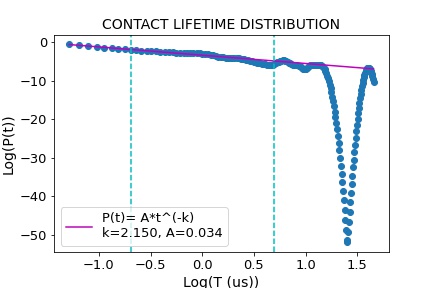 CONTACT LIFETIME DISTRIBUTION
0
−10
−20
−30
−40
−50
Log(P(t))
P(t)= A*t^(-k)
k=2.150, A=0.034
−1.0 −0.5 0.0 0.5 1.0 1.5
Log(T (us))